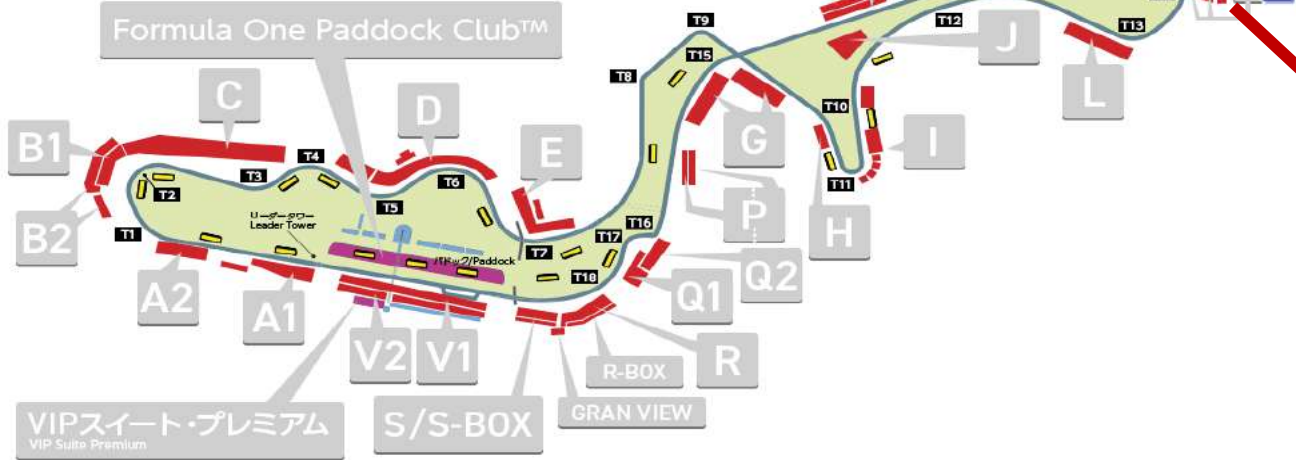 Formula One Paddock Club™
T9
T12
T13
T15
J
T8
L
C
D
T10
B1
E
G
I
T4
T3
T6
T11
T2
P
H
リーダータワー
Leader Tower
T5
T16
B2
T1
T7
T17
パドック/Paddock
T18
Q2
A2
A1
Q1
V2
V1
R-BOX
R
VIPスイート・プレミアム
VIP Suite Premium
S/S-BOX
GRAN VIEW